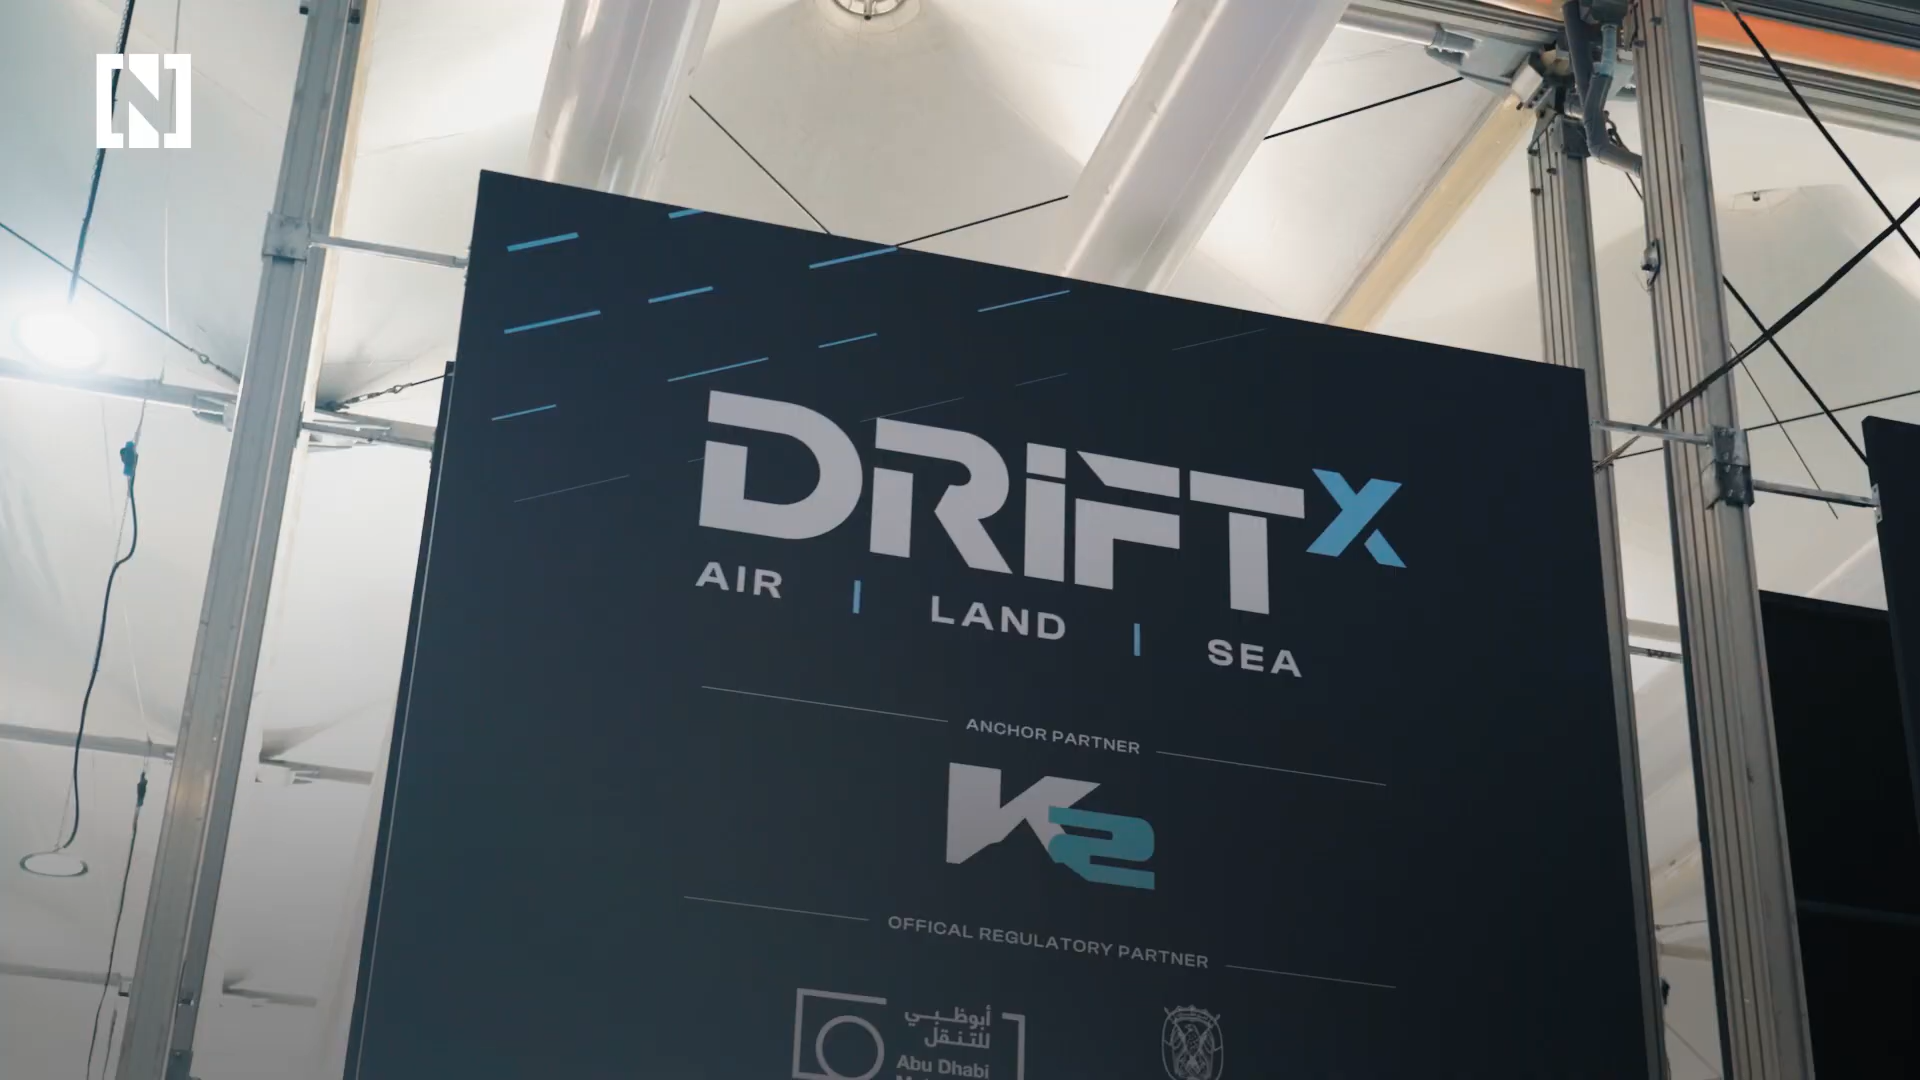 [N]
DRIFTX
AIR | LAND | SEA
ANCHOR PARTNER
K2
OFFICAL REGULATORY PARTNER
أبوظبي
للتنقل
Abu Dhabi